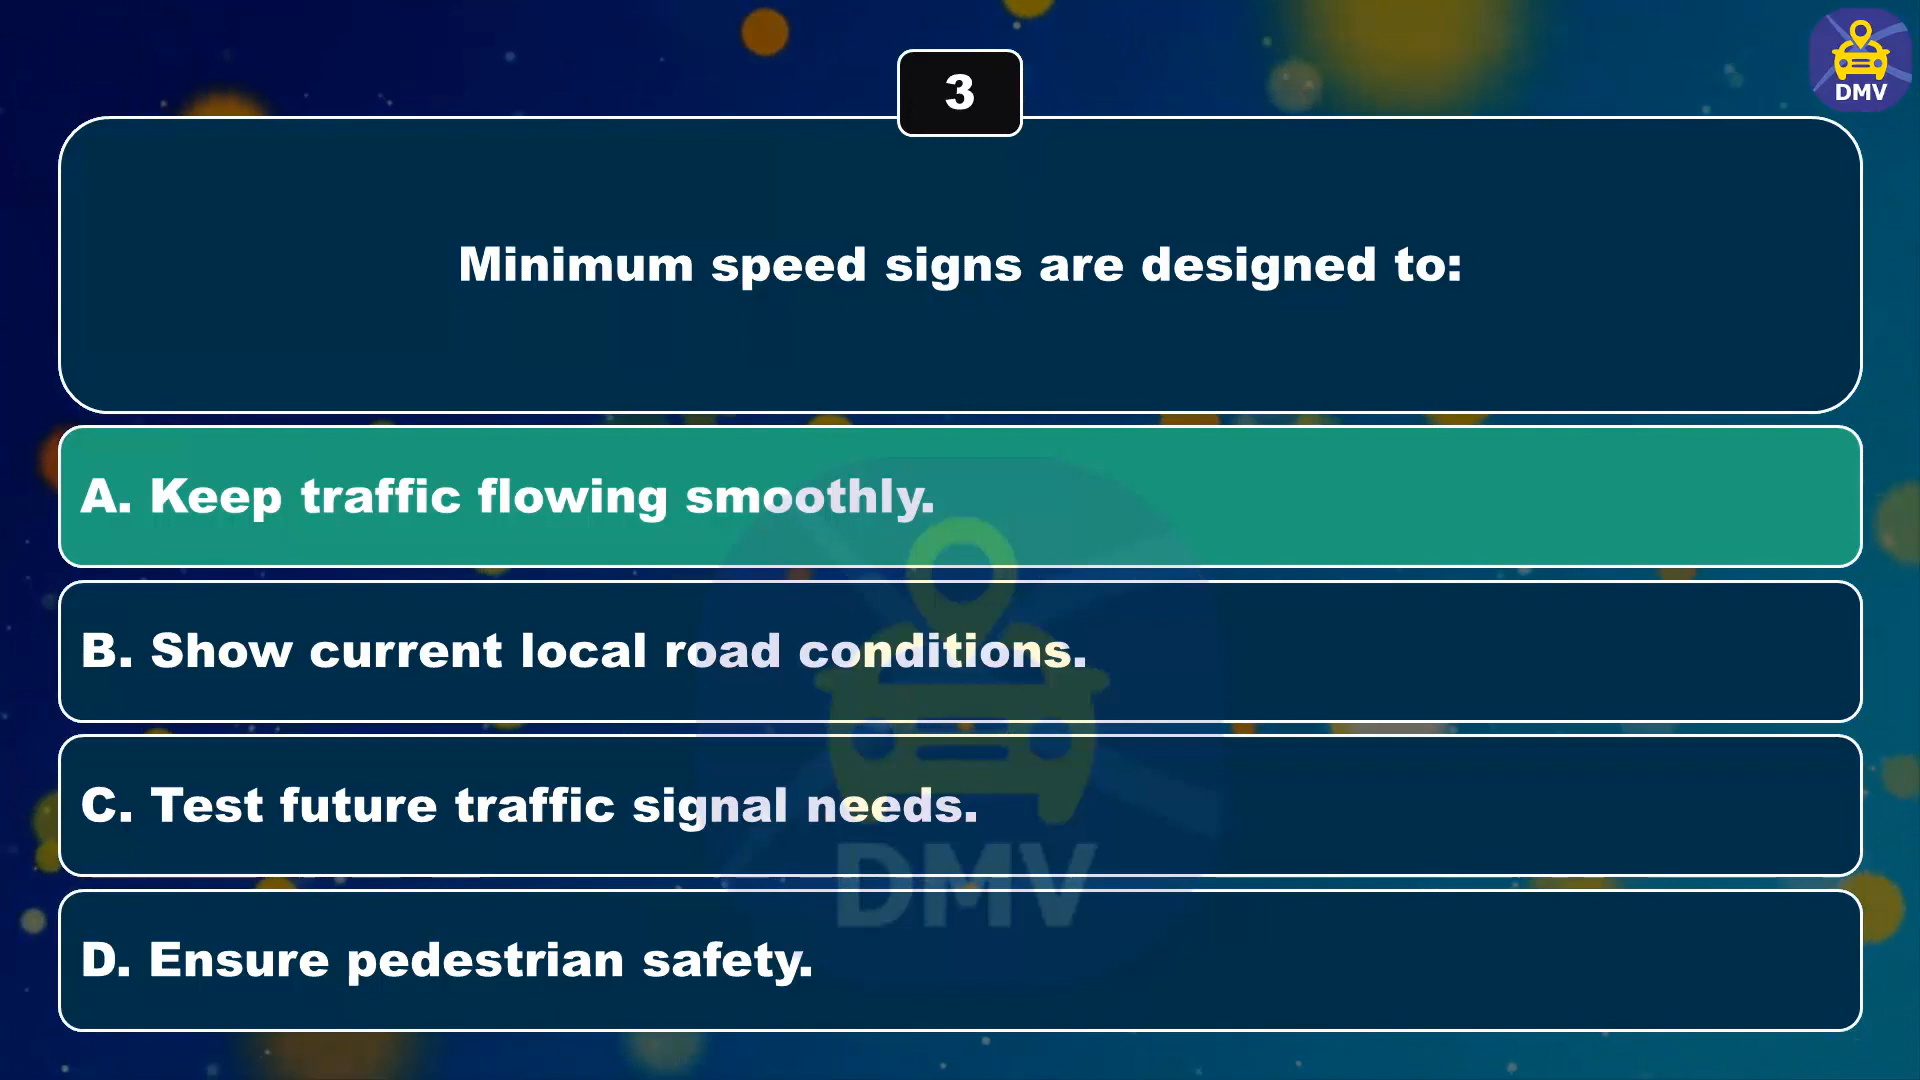 DMV
3
Minimum speed signs are designed to:
A. Keep traffic flowing smoothly.
B. Show current local road conditions.
C. Test future traffic signal needs.
DMV
D. Ensure pedestrian safety.